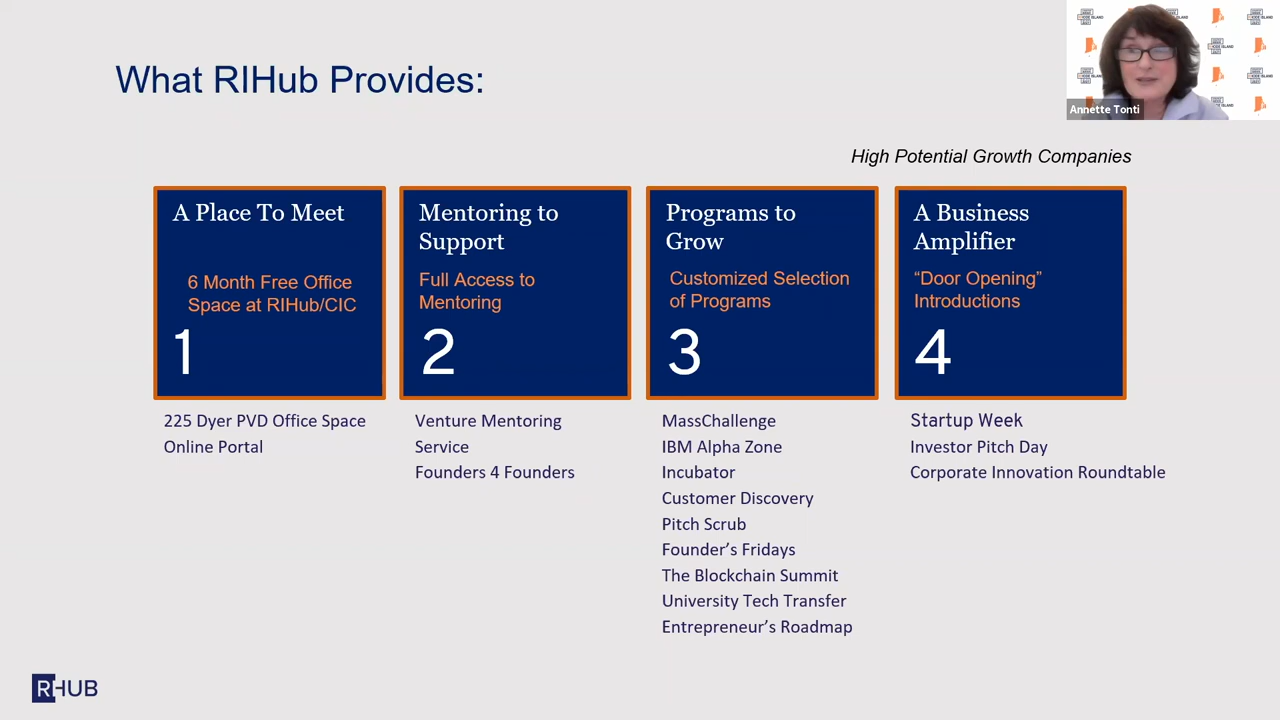 What RIHub Provides:
Annette Tonti
High Potential Growth Companies
A Place To Meet
6 Month Free Office
Space at RIHub/CIC
1
225 Dyer PVD Office Space
Online Portal
Mentoring to
Support
Full Access to
Mentoring
2
Venture Mentoring
Service
Founders 4 Founders
Programs to
Grow
Customized Selection
of Programs
3
MassChallenge
IBM Alpha Zone
Incubator
Customer Discovery
Pitch Scrub
Founder’s Fridays
The Blockchain Summit
University Tech Transfer
Entrepreneur’s Roadmap
A Business
Amplifier
“Door Opening”
Introductions
4
Startup Week
Investor Pitch Day
Corporate Innovation Roundtable
RIHUB